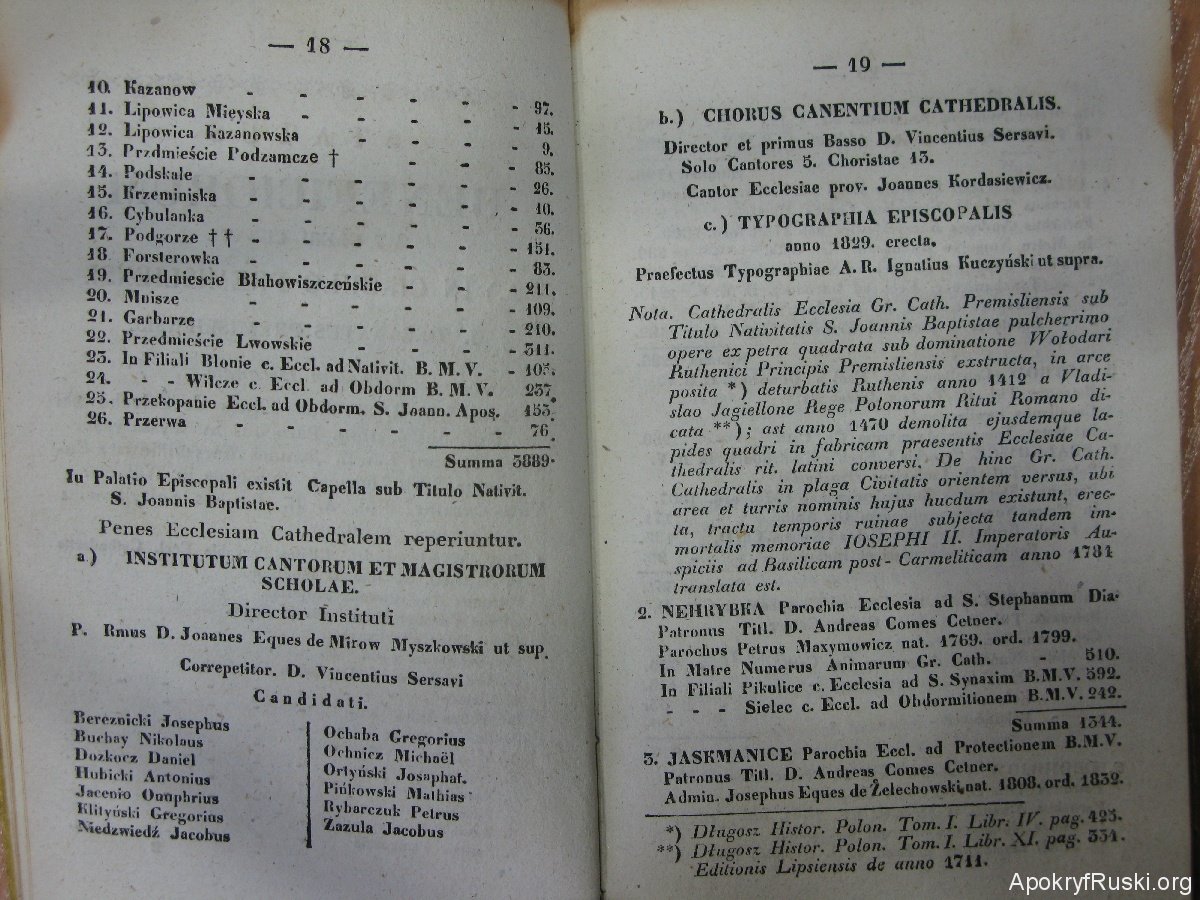 — 18 —
10. Kazanow - - - - - - - 97.
11. Lipowica Mieyska - - - - - - 15.
12. Lipowica Kazanowska - - - - - 9.
13. Przdmieście Podzamcze † - - - 85.
14. Podskale - - - - - - 26.
15. Krzeminiska - - - - - - 10.
16. Cybulanka - - - - - - 56.
17. Podgorze † † - - - - - - 151.
18. Forsterowka - - - - - - 83.
19. Przedmiescie Błahowiszczcńskie - - - 211.
20. Mnisze - - - - - - 109.
21. Garbarze - - - - - - 210.
22. Przedmieście Lwowskie - - - - 311.
23. In Filiali Blonie c. Eccl. ad Nativit. B. M. V. - 105.
24. - - Wilcze c. Eccl. ad Obdorm B. M. V. 237.
25. Przekopanie Eccl. ad Obdorm. S. Joann. Apos. 153.
26. Przerwa - - - - - - 76.
Summa 3889.
In Palatio Episcopali existit Capella sub Titulo Nativit.
S. Joannis Baptistae.
Penes Ecclesiam Cathedralem reperiuntur.
a) INSTITUTUM CANTORUM ET MAGISTRORUM
SCHOLAE.
Director Instituti
P. Rmus D. Joannes Eques de Mirow Myszkowski ut sup.
Correpetitor. D. Vincentius Sersavi
Candidati.
Bereznicki Josephus
Buchay Nikolaus
Dozkocz Daniel
Hubicki Antonius
Jacenio Onuphrius
Klityński Gregorius
Niedzwiedź Jacobus
Ochaba Gregorius
Ochnicz Michaël
Ortyński Josaphat.
Pińkowski Mathias
Rybarczuk Petrus
Zazula Jacobus
— 19 —
b.) CHORUS CANENTIUM CATHEDRALIS.
Director et primus Basso D. Vincentius Sersavi.
Solo Cantores 5. Choristae 13.
Cantor Ecclesiae prov. Joannes Kordasiewicz.
c.) TYPOGRAPHIA EPISCOPALIS
anno 1829. erecta.
Praefectus Typographiae A. R. Ignatius Kuczyński ut supra.
Nota. Cathedralis Ecclesia Gr. Cath. Premisliensis sub
Titulo Nativitatis S. Joannis Baptistae pulcherrimo
opere ex petra quadrata sub dominatione Wołodari
Ruthenici Principis Premisliensis exstructa, in arce
posita *) deturbatis Ruthenis anno 1412 a Vladi-
slao Jagiellone Rege Polonorum Ritui Romano di-
cata **); ast anno 1470 demolita ejusdemque la-
pides quadri in fabricam praesentis Ecclesiae Ca-
thedralis rit. latini conversi. De hinc Gr. Cath.
Cathedralis in plaga Civitatis orientem versus, ubi
area et turris nominis hujus hucdum existunt, erec-
ta, tractu temporis ruinae subjecta tandem im-
mortalis memoriae IOSEPHI II. Imperatoris Au-
spiciis ad Basilicam post-Carmeliticam anno 1784
translata est.
2. NEHRYBKA Parochia Ecclesia ad S. Stephanum Dia-
Patronus Titl. D. Andreas Comes Cetner.
Parochus Petrus Maxymowicz nat. 1769. ord. 1799.
In Matre Numerus Animarum Gr. Cath. - 510.
In Filiali Pikulice c. Ecclesia ad S. Synaxim B.M.V. 592.
- - - Sielec c. Eccl. ad Obdormitionem B.M.V. 242.
Summa 1344.
3. JASKMANICE Parochia Eccl. ad Protectionem B.M.V.
Patronus Titl. D. Andreas Comes Cetner.
Admin. Josephus Eques de Żelechowski, nat. 1808. ord. 1832.
*) Długosz Histor. Polon. Tom. I. Libr. IV. pag. 425.
**) Długosz Histor. Polon. Tom. I. Libr. XI. pag. 334.
Editionis Lipsiensis de anno 1711.
ApokryfRuski.org